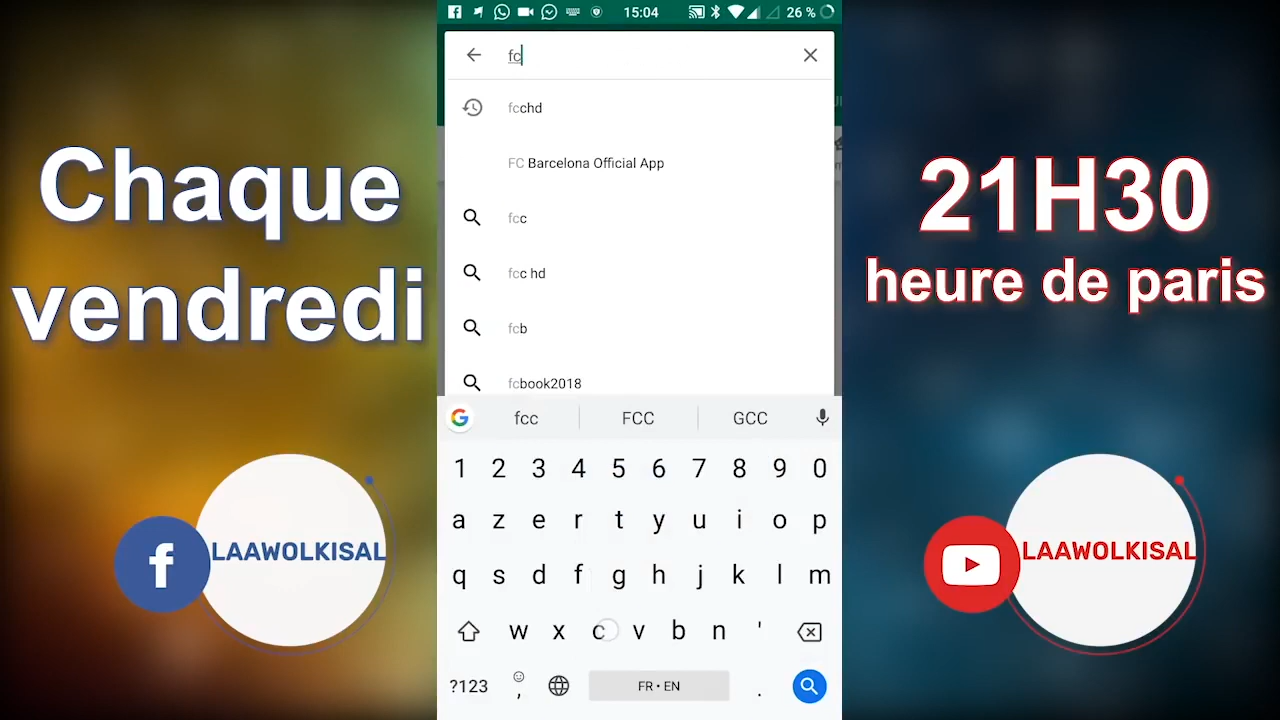 Chaque
vendredi
LAAWOLKISAL
15:04
26 %
fc
fcchd
FC Barcelona Official App
fcc
fcc hd
fcb
fcbook2018
fcc FCC GCC
1 2 3 4 5 6 7 8 9 0
a z e r t y u i o p
q s d f g h j k l m
w x c v b n '
?123 , FR • EN .
21H30
heure de paris
LAAWOLKISAL